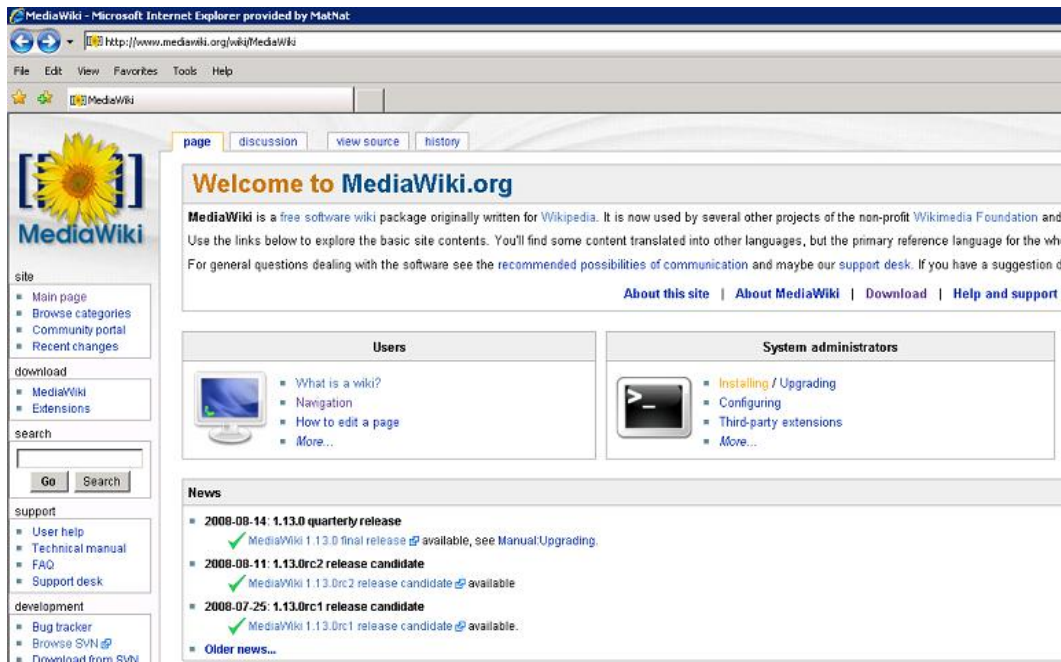 MediaWiki - Microsoft Internet Explorer provided by MatNat
http://www.mediawiki.org/wiki/MediaWiki
File Edit View Favorites Tools Help
MediaWiki
page discussion view source history
MediaWiki
Welcome to MediaWiki.org
MediaWiki is a free software wiki package originally written for Wikipedia. It is now used by several other projects of the non-profit Wikimedia Foundation and
Use the links below to explore the basic site contents. You'll find some content translated into other languages, but the primary reference language for the
For general questions dealing with the software see the recommended possibilities of communication and maybe our support desk. If you have a suggestion
About this site | About MediaWiki | Download | Help and support
site
Main page
Browse categories
Community portal
Recent changes
download
MediaWiki
Extensions
search
Go Search
support
User help
Technical manual
FAQ
Support desk
development
Bug tracker
Browse SVN
Download from SVN
Users
What is a wiki?
Navigation
How to edit a page
More...
System administrators
Installing / Upgrading
Configuring
Third-party extensions
More...
News
2008-08-14: 1.13.0 quarterly release
MediaWiki 1.13.0 final release available, see Manual:Upgrading.
2008-08-11: 1.13.0rc2 release candidate
MediaWiki 1.13.0rc2 release candidate available
2008-07-25: 1.13.0rc1 release candidate
MediaWiki 1.13.0rc1 release candidate available.
Older news...